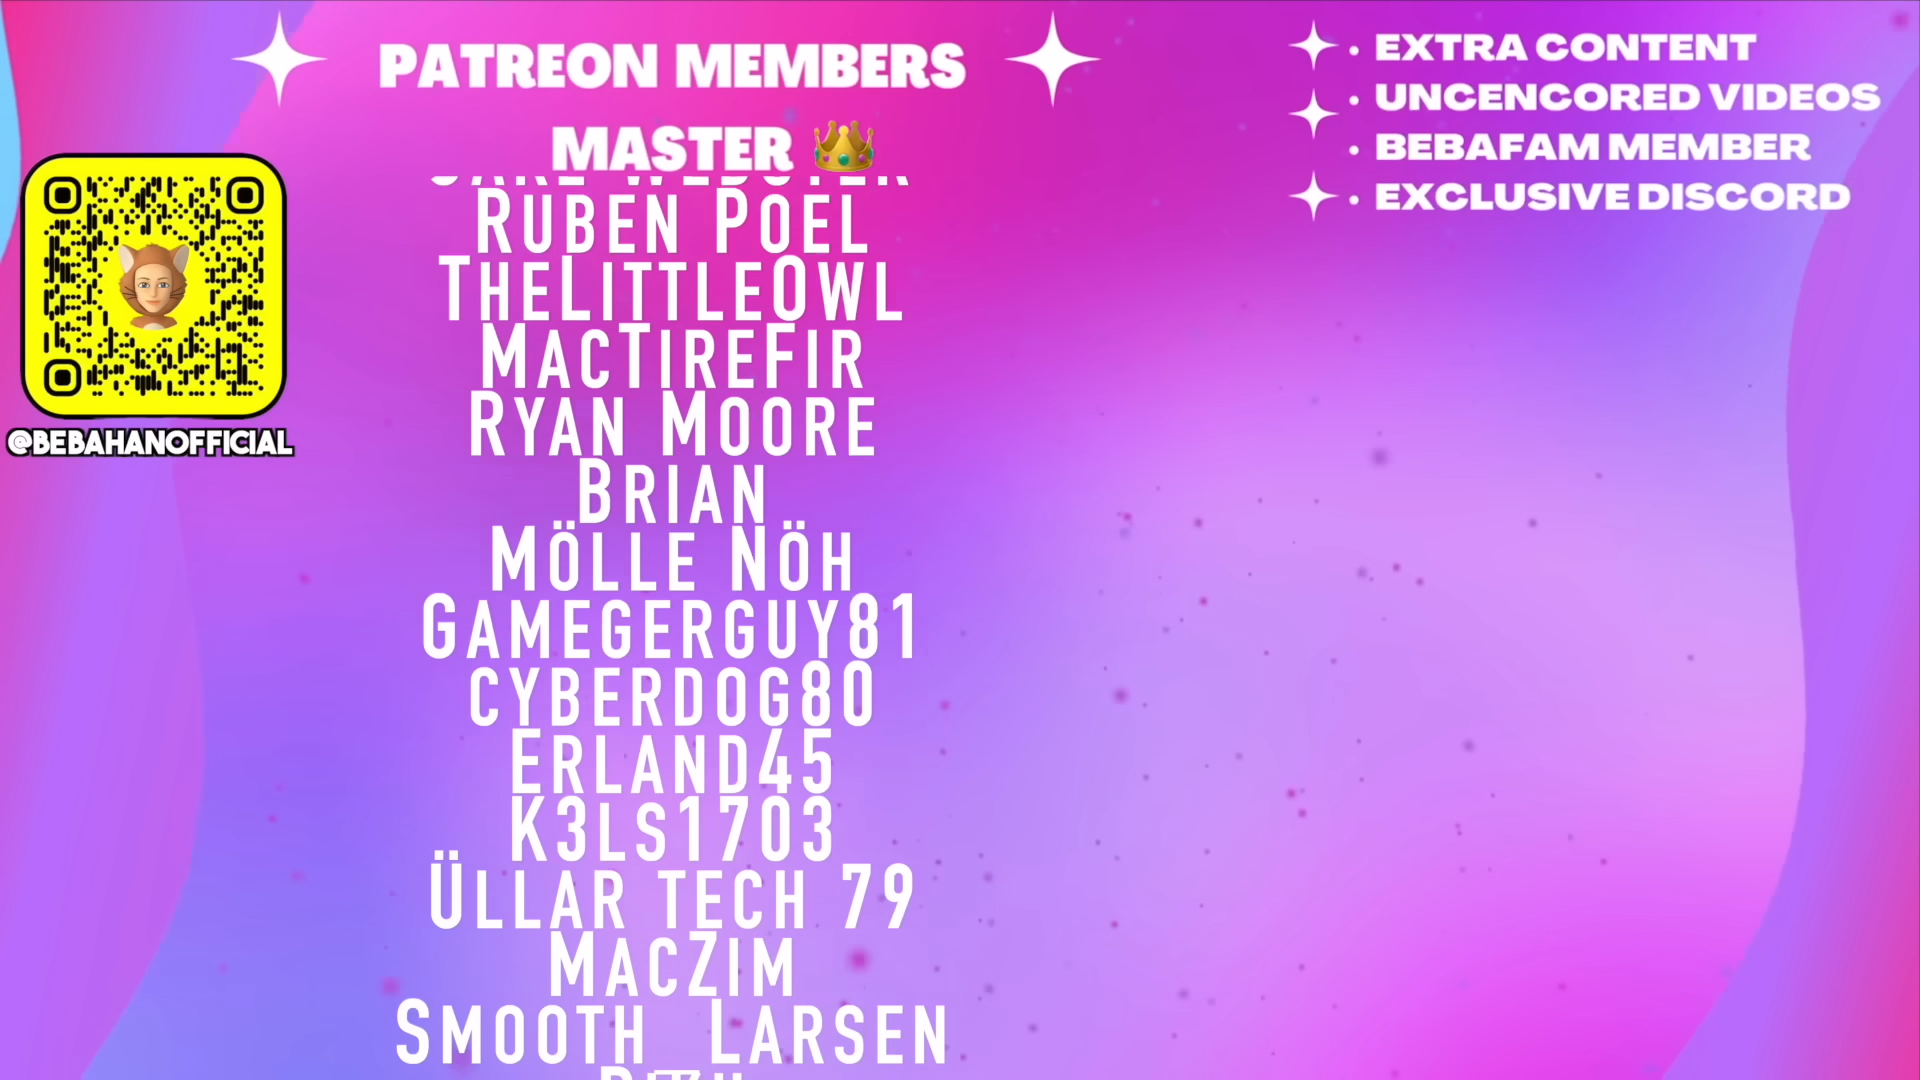 PATREON MEMBERS
MASTER 👑
RUBEN POEL
THELITTLEOWL
MACTIREFIR
RYAN MOORE
BRIAN
MÖLLE NÖH
GAMEGERGUY81
CYBERDOG80
ERLAND45
K3LS1703
ÜLLAR TECH 79
MACZIM
SMOOTH LARSEN
@BEBAHANOFFICIAL
• EXTRA CONTENT
• UNCENCORED VIDEOS
• BEBAFAM MEMBER
• EXCLUSIVE DISCORD